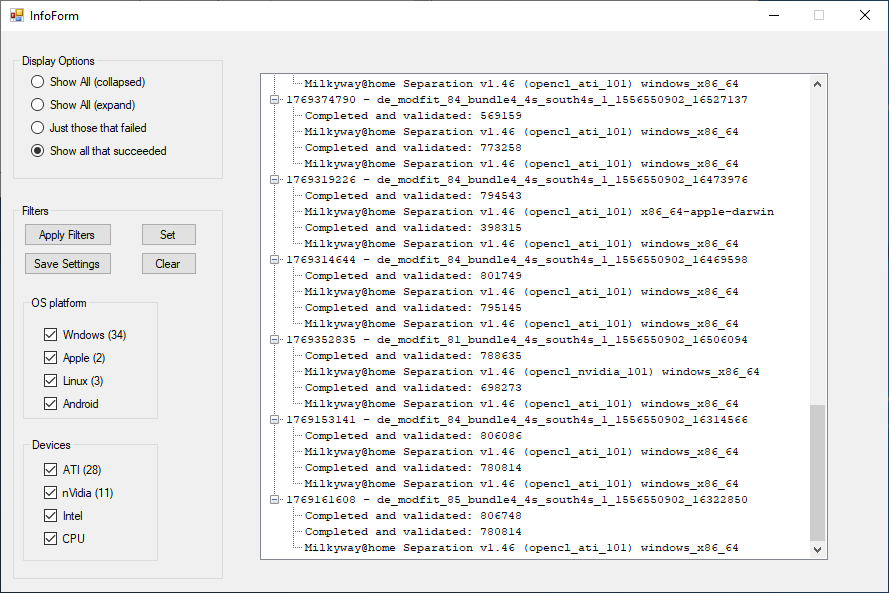 InfoForm
Display Options
Show All (collapsed)
Show All (expand)
Just those that failed
Show all that succeeded
Filters
Apply Filters
Set
Save Settings
Clear
OS platform
Wndows (34)
Apple (2)
Linux (3)
Android
Devices
ATI (28)
nVidia (11)
Intel
CPU
Milkyway@home Separation v1.46 (opencl_ati_101) windows_x86_64
1769374790 - de_modfit_84_bundle4_4s_south4s_1_1556550902_16527137
Completed and validated: 569159
Milkyway@home Separation v1.46 (opencl_ati_101) windows_x86_64
Completed and validated: 773258
Milkyway@home Separation v1.46 (opencl_ati_101) windows_x86_64
1769319226 - de_modfit_84_bundle4_4s_south4s_1_1556550902_16473976
Completed and validated: 794543
Milkyway@home Separation v1.46 (opencl_ati_101) x86_64-apple-darwin
Completed and validated: 398315
Milkyway@home Separation v1.46 (opencl_ati_101) windows_x86_64
1769314644 - de_modfit_84_bundle4_4s_south4s_1_1556550902_16469598
Completed and validated: 801749
Milkyway@home Separation v1.46 (opencl_ati_101) windows_x86_64
Completed and validated: 795145
Milkyway@home Separation v1.46 (opencl_ati_101) windows_x86_64
1769352835 - de_modfit_81_bundle4_4s_south4s_1_1556550902_16506094
Completed and validated: 788635
Milkyway@home Separation v1.46 (opencl_nvidia_101) windows_x86_64
Completed and validated: 698273
Milkyway@home Separation v1.46 (opencl_ati_101) windows_x86_64
1769153141 - de_modfit_84_bundle4_4s_south4s_1_1556550902_16314566
Completed and validated: 806086
Milkyway@home Separation v1.46 (opencl_ati_101) windows_x86_64
Completed and validated: 780814
Milkyway@home Separation v1.46 (opencl_ati_101) windows_x86_64
1769161608 - de_modfit_85_bundle4_4s_south4s_1_1556550902_16322850
Completed and validated: 806748
Completed and validated: 780814
Milkyway@home Separation v1.46 (opencl_ati_101) windows_x86_64